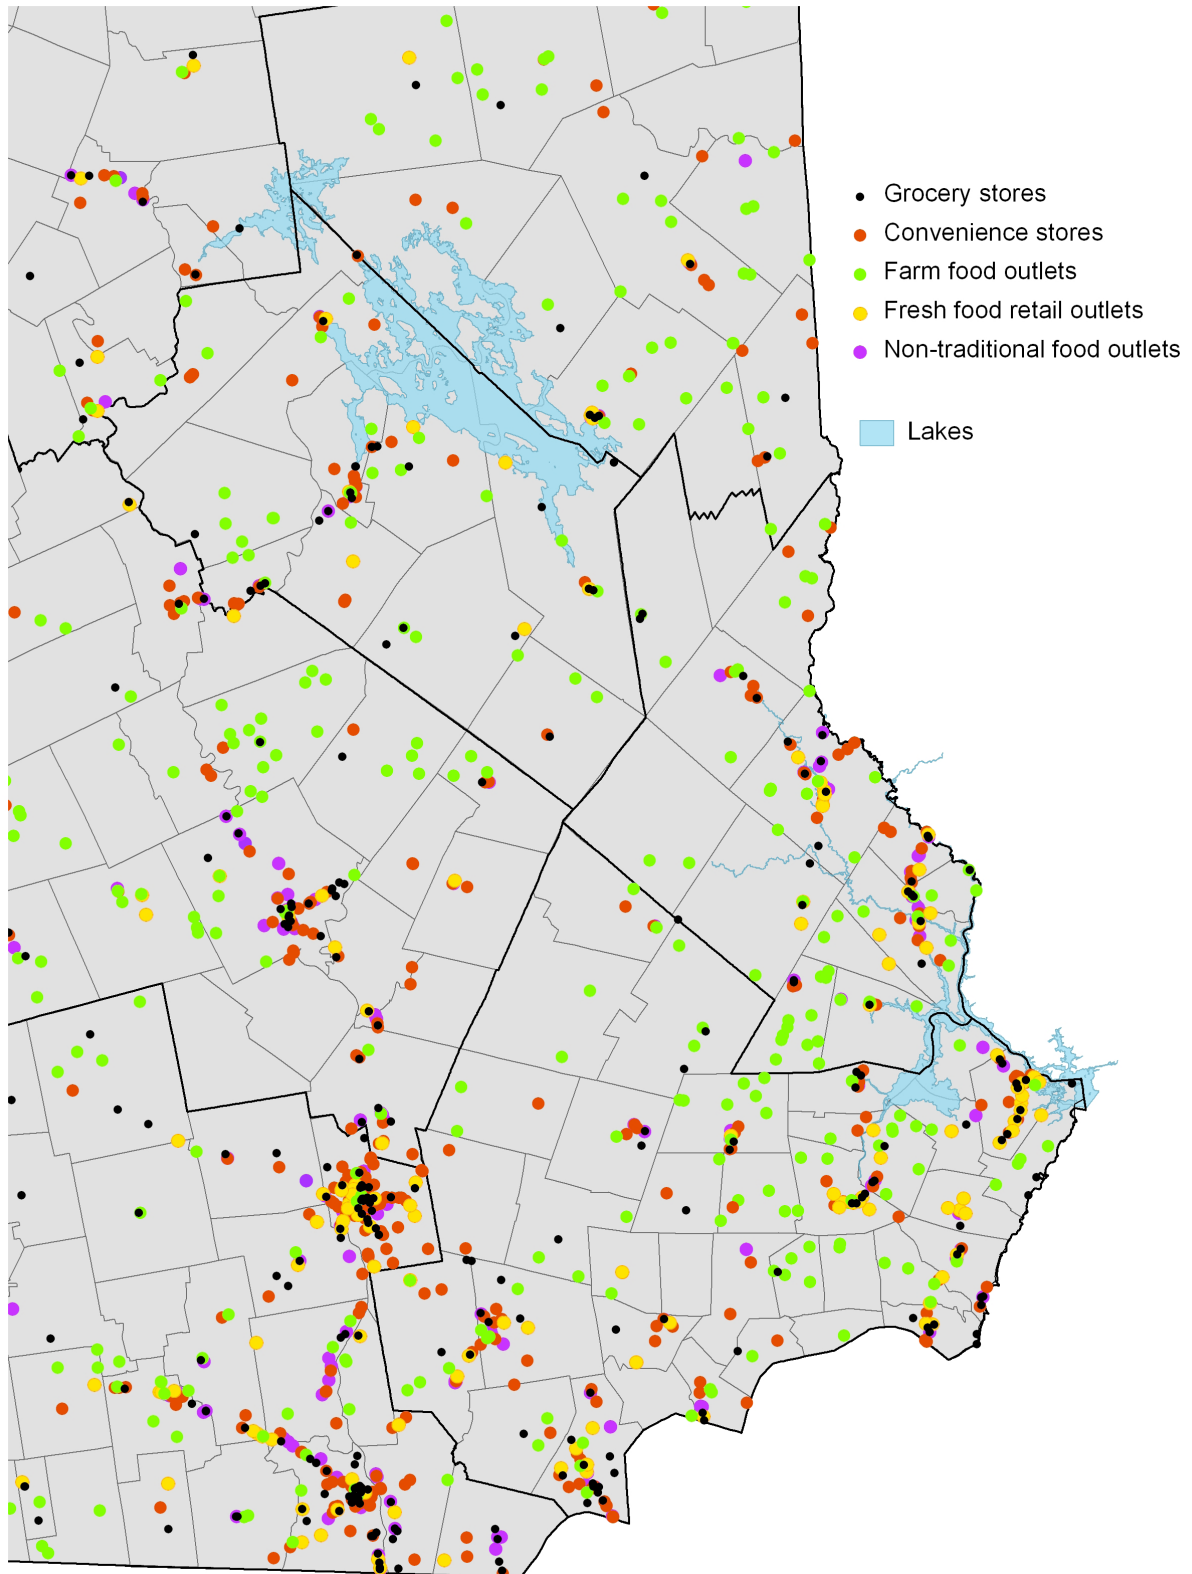 Grocery stores
Convenience stores
Farm food outlets
Fresh food retail outlets
Non-traditional food outlets
Lakes